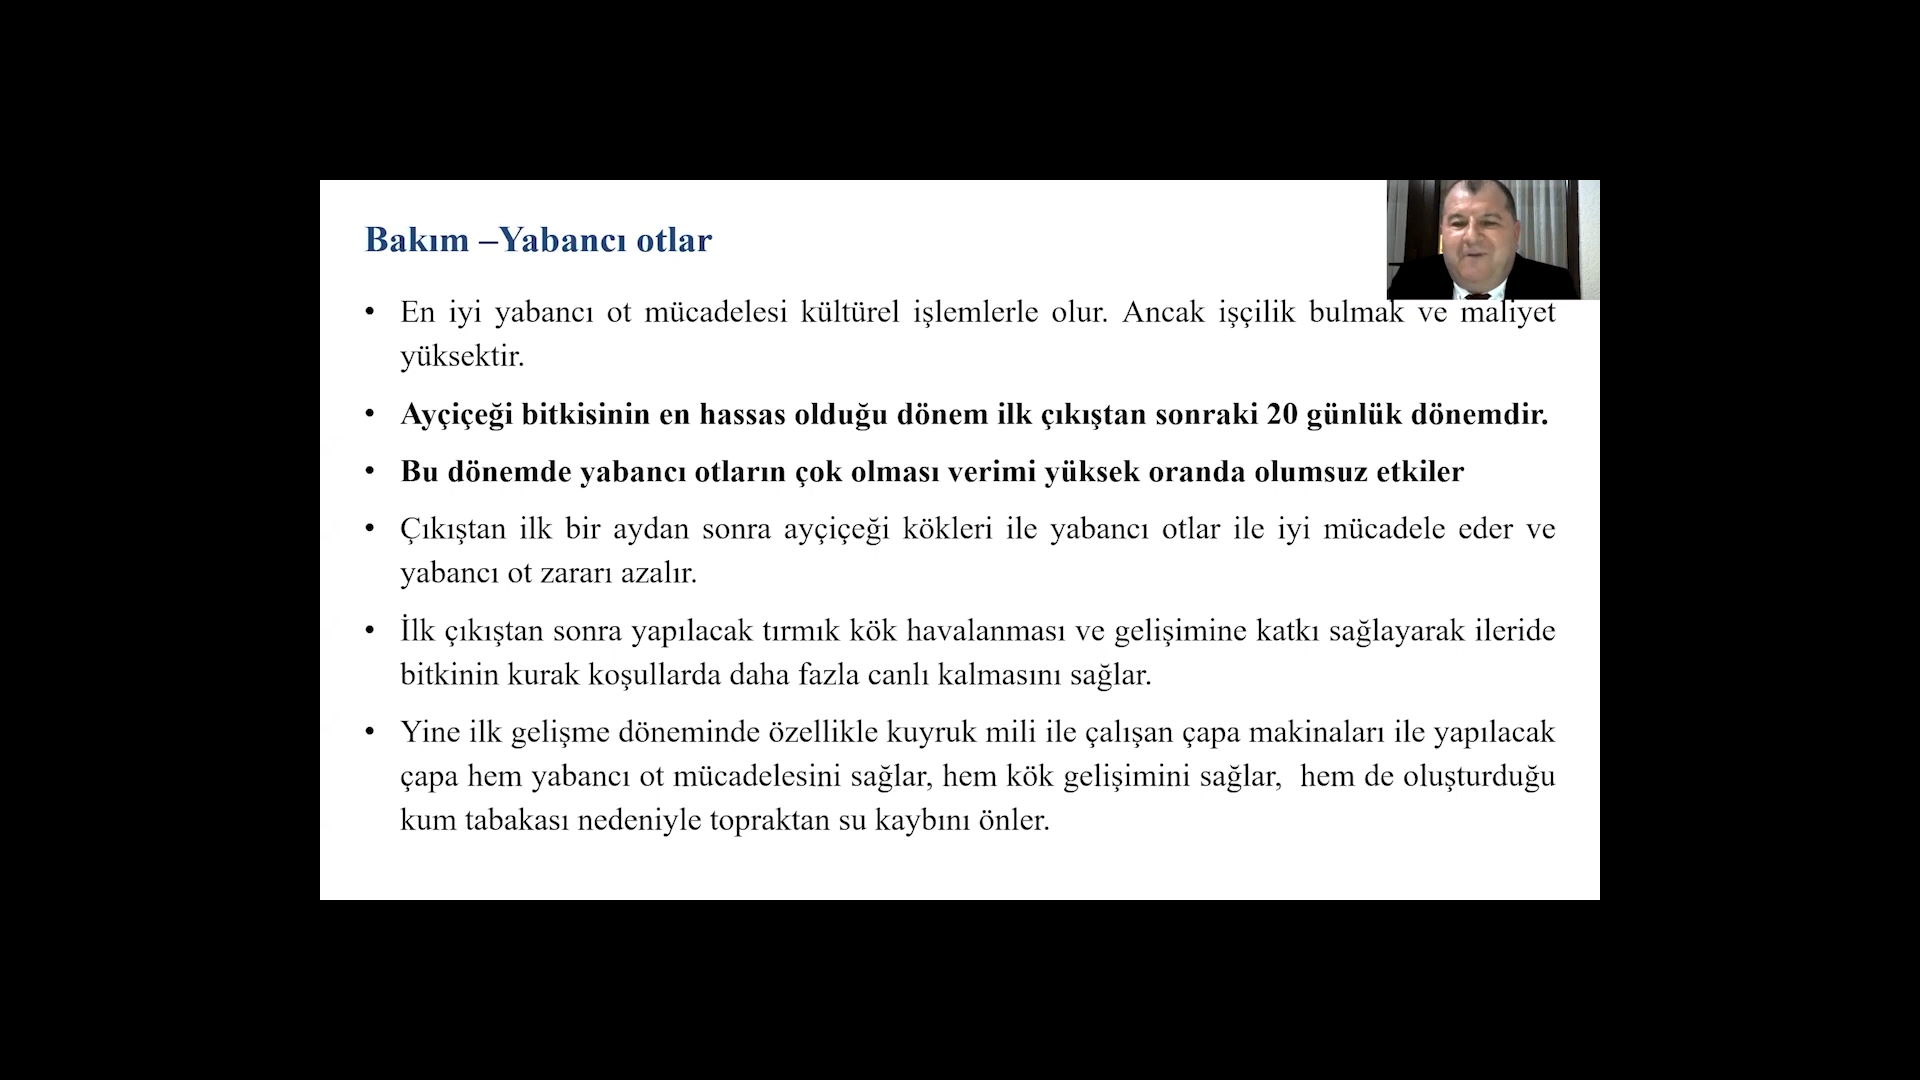 Bakım –Yabancı otlar
• En iyi yabancı ot mücadelesi kültürel işlemlerle olur. Ancak işçilik bulmak ve maliyet
yüksektir.
• Ayçiçeği bitkisinin en hassas olduğu dönem ilk çıkıştan sonraki 20 günlük dönemdir.
• Bu dönemde yabancı otların çok olması verimi yüksek oranda olumsuz etkiler
• Çıkıştan ilk bir aydan sonra ayçiçeği kökleri ile yabancı otlar ile iyi mücadele eder ve
yabancı ot zararı azalır.
• İlk çıkıştan sonra yapılacak tırmık kök havalanması ve gelişimine katkı sağlayarak ileride
bitkinin kurak koşullarda daha fazla canlı kalmasını sağlar.
• Yine ilk gelişme döneminde özellikle kuyruk mili ile çalışan çapa makinaları ile yapılacak
çapa hem yabancı ot mücadelesini sağlar, hem kök gelişimini sağlar,  hem de oluşturduğu
kum tabakası nedeniyle topraktan su kaybını önler.